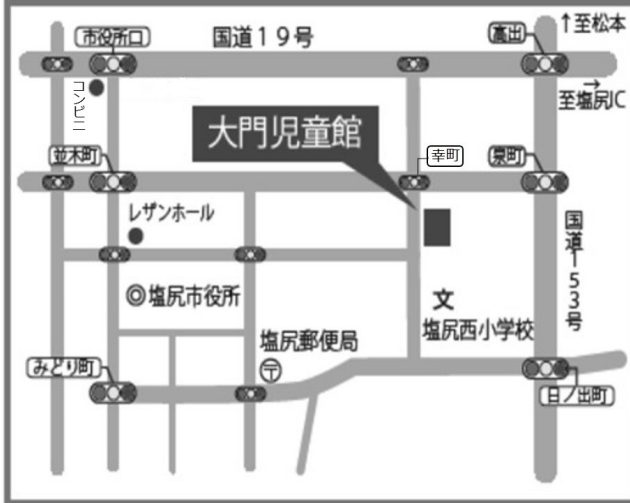 市役所口
国道19号
高出
↑至松本
→
至塩尻IC
コンビニ
大門児童館
並木町
幸町
泉町
レザンホール
国道153号
◎塩尻市役所
文
塩尻西小学校
塩尻郵便局
〒
みどり町
日ノ出町